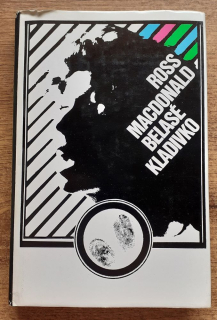 ROSS
MACDONALD
BELASÉ
KLADIVKO